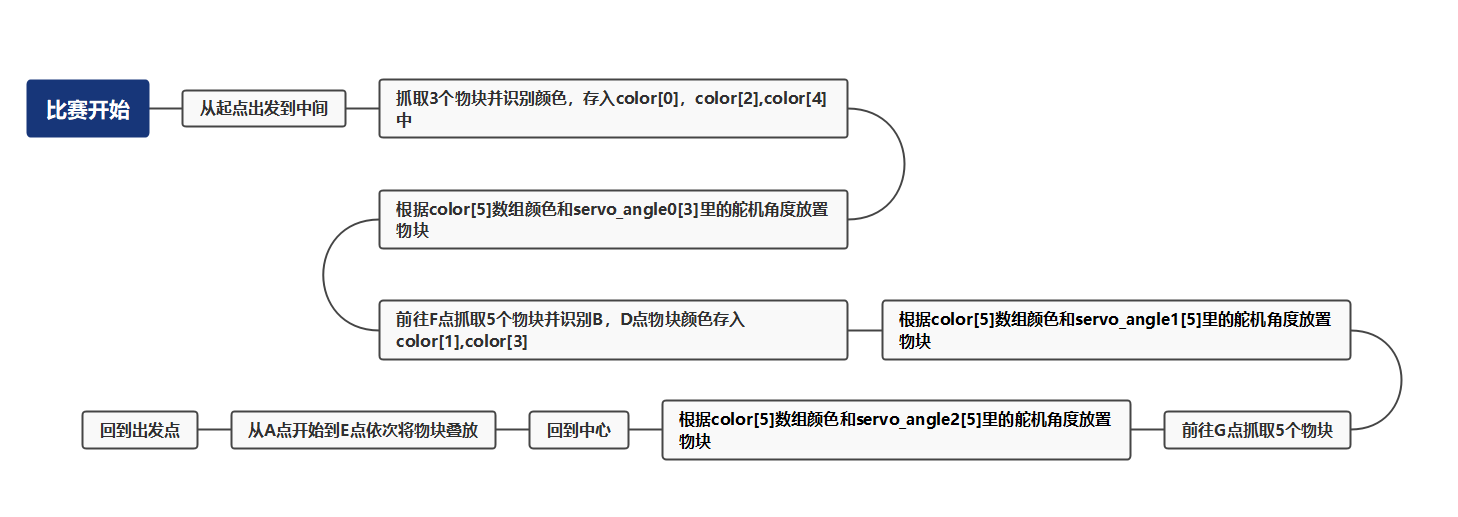 比赛开始
从起点出发到中间
抓取3个物块并识别颜色，存入color[0]，color[2],color[4]
中
根据color[5]数组颜色和servo_angle0[3]里的舵机角度放置
物块
前往F点抓取5个物块并识别B，D点物块颜色存入
color[1],color[3]
根据color[5]数组颜色和servo_angle1[5]里的舵机角度放置
物块
前往G点抓取5个物块
根据color[5]数组颜色和servo_angle2[5]里的舵机角度放置
物块
回到中心
从A点开始到E点依次将物块叠放
回到出发点